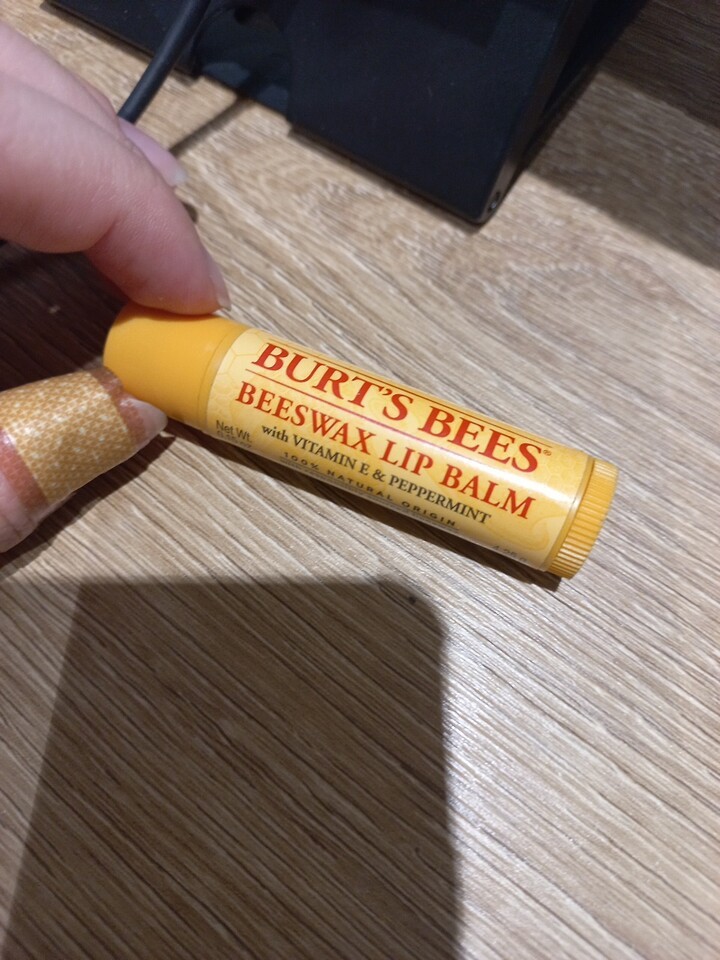 BURT'S BEES®
BEESWAX LIP BALM
with VITAMIN E & PEPPERMINT
100% NATURAL ORIGIN
Net Wt.